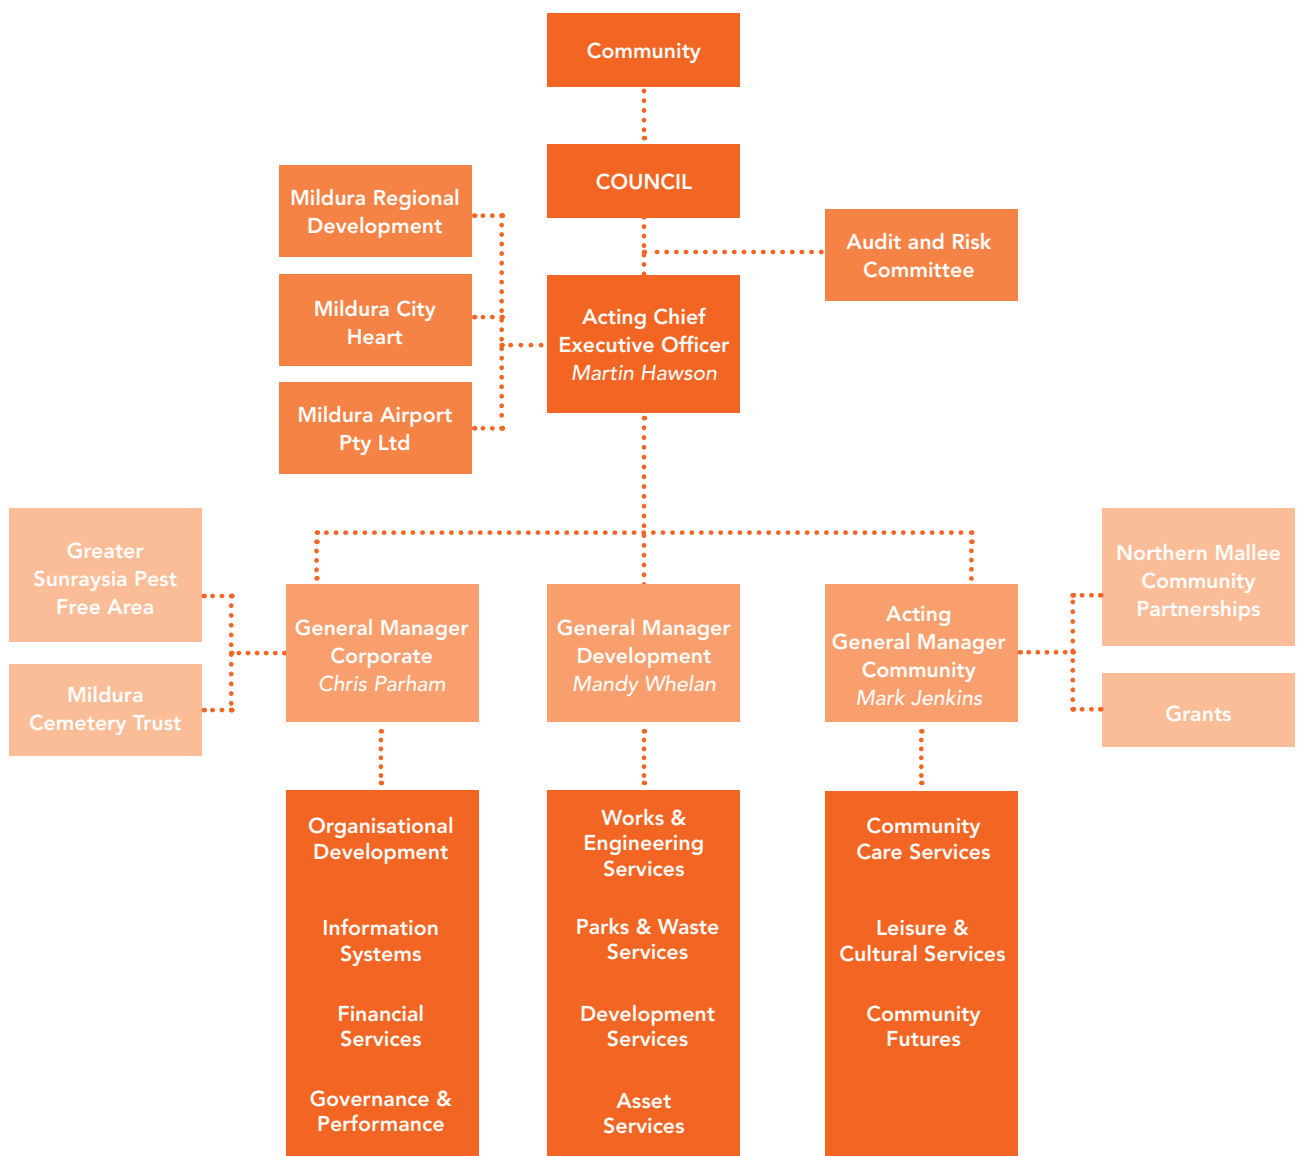 Community
COUNCIL
Mildura Regional
Development
Audit and Risk
Committee
Mildura City
Heart
Acting Chief
Executive Officer
Martin Hawson
Mildura Airport
Pty Ltd
Greater
Sunraysia Pest
Free Area
Northern Mallee
Community
Partnerships
General Manager
Corporate
Chris Parham
General Manager
Development
Mandy Whelan
Acting
General Manager
Community
Mark Jenkins
Mildura
Cemetery Trust
Grants
Organisational
Development
Information
Systems
Financial
Services
Governance &
Performance
Works &
Engineering
Services
Parks & Waste
Services
Development
Services
Asset
Services
Community
Care Services
Leisure &
Cultural Services
Community
Futures